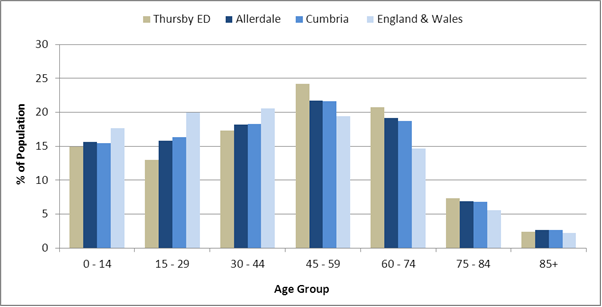 Thursby ED Allerdale Cumbria England & Wales
30
25
20
15
10
5
0
% of Population
0 - 14 15 - 29 30 - 44 45 - 59 60 - 74 75 - 84 85+
Age Group